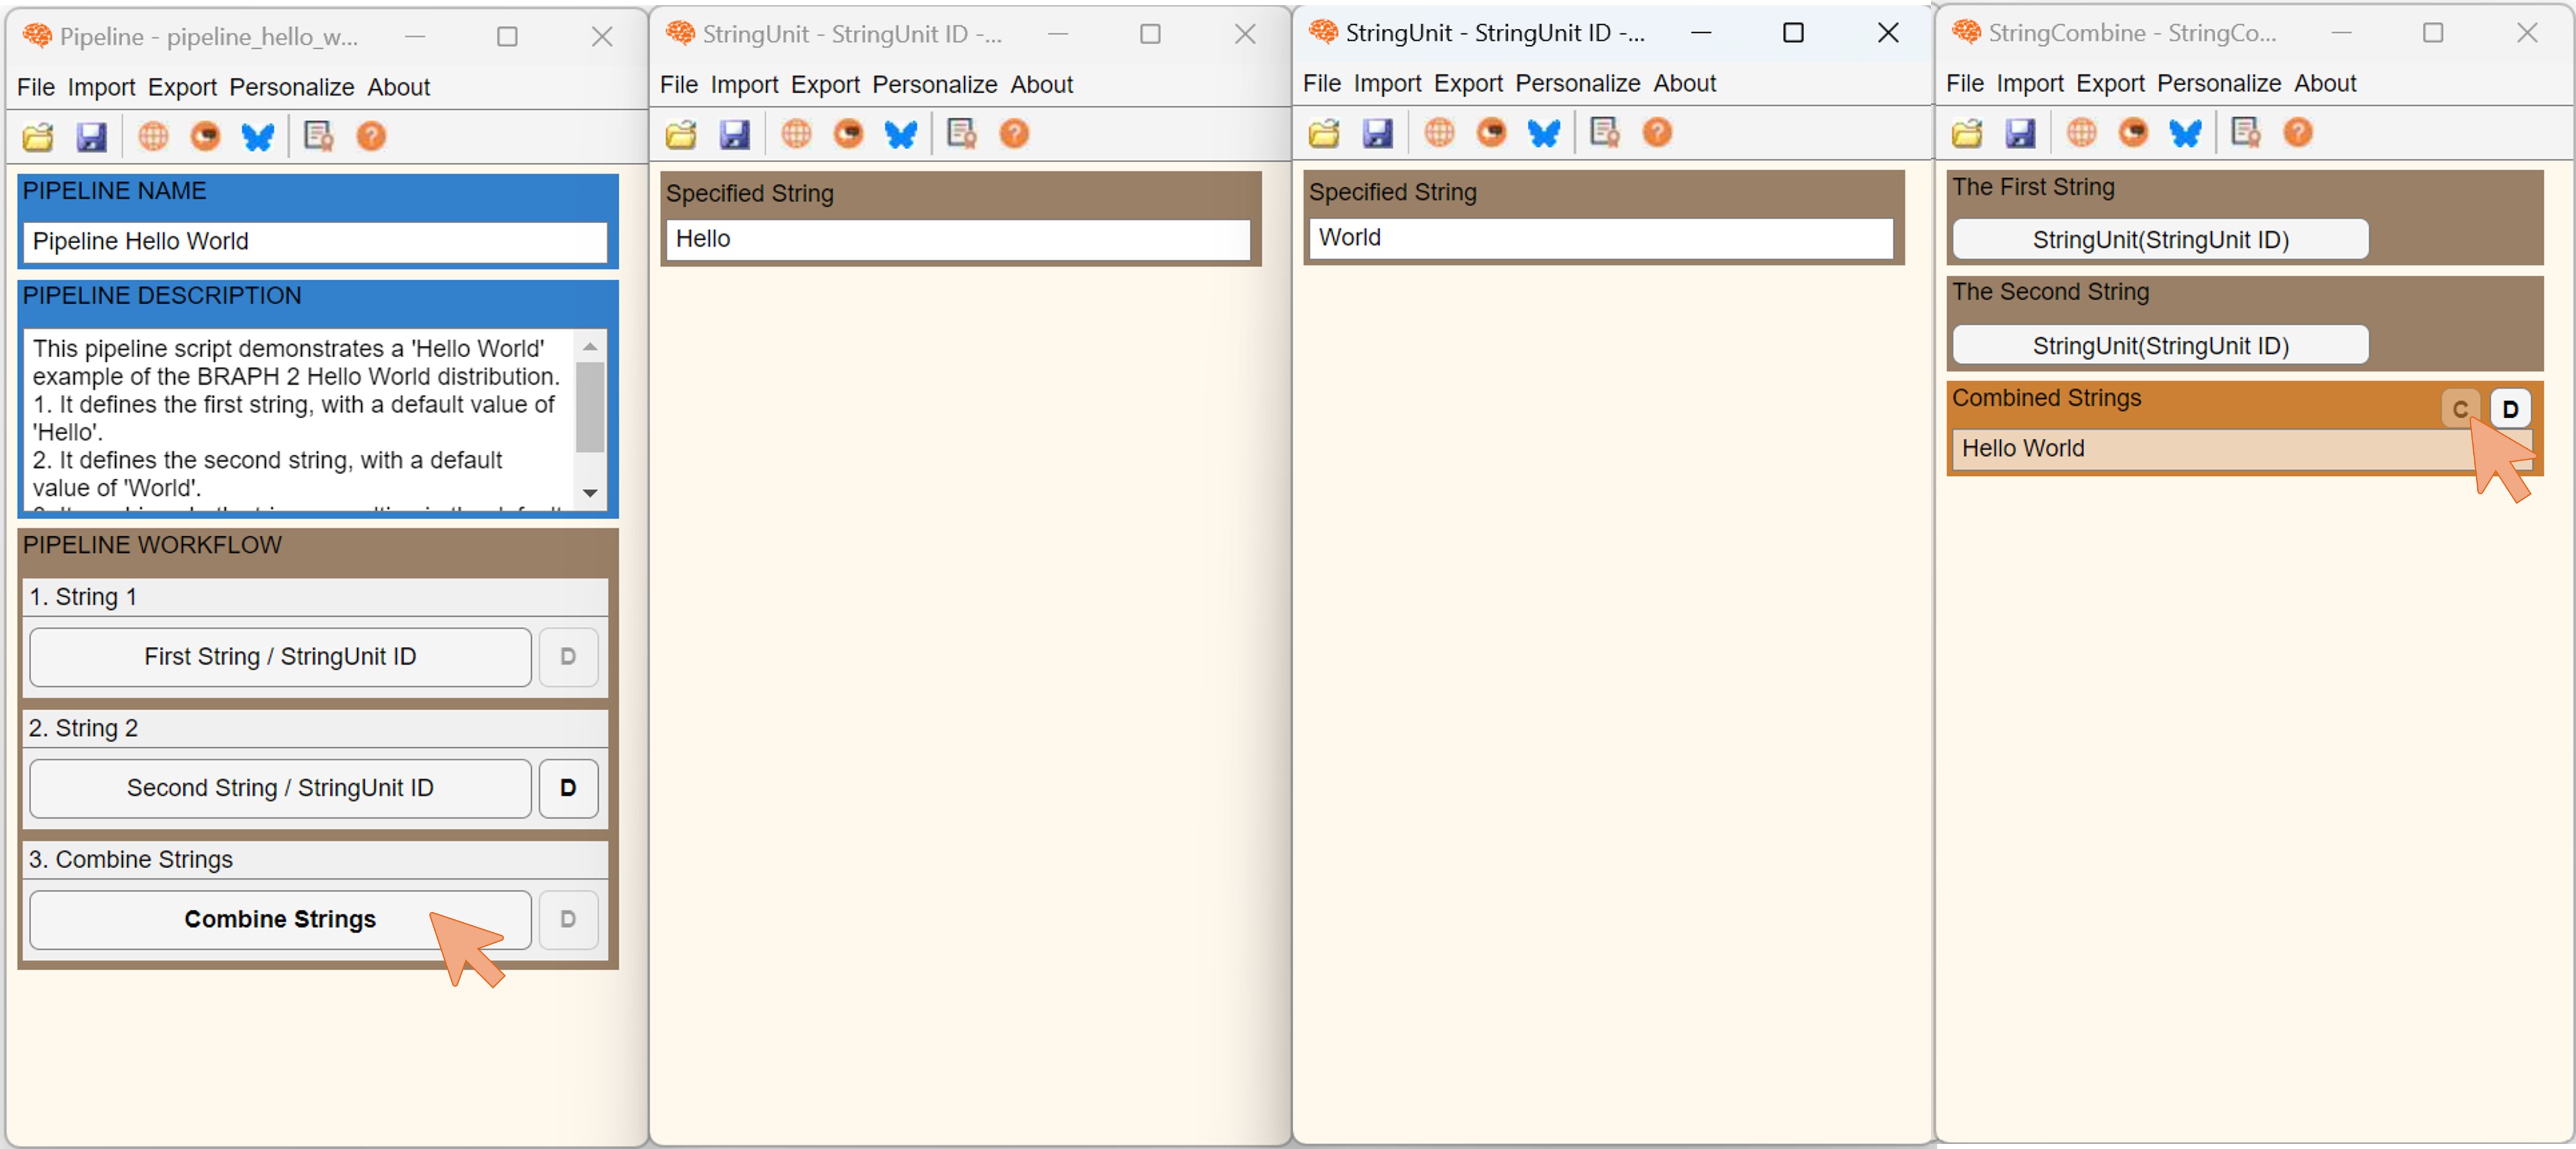 Pipeline - pipeline_hello_w...
File Import Export Personalize About
PIPELINE NAME
Pipeline Hello World
PIPELINE DESCRIPTION
This pipeline script demonstrates a 'Hello World'
example of the BRAPH 2 Hello World distribution.
1. It defines the first string, with a default value of
'Hello'.
2. It defines the second string, with a default
value of 'World'.
PIPELINE WORKFLOW
1. String 1
First String / StringUnit ID
D
2. String 2
Second String / StringUnit ID
D
3. Combine Strings
Combine Strings
D
StringUnit - StringUnit ID -...
File Import Export Personalize About
Specified String
Hello
StringUnit - StringUnit ID -...
File Import Export Personalize About
Specified String
World
StringCombine - StringCo...
File Import Export Personalize About
The First String
StringUnit(StringUnit ID)
The Second String
StringUnit(StringUnit ID)
Combined Strings
C
D
Hello World